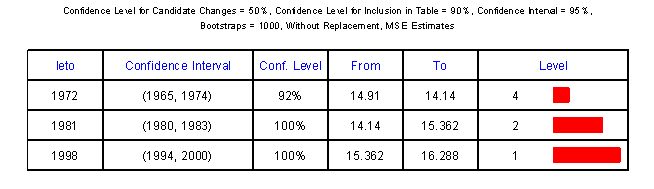 Confidence Level for Candidate Changes = 50%, Confidence Level for Inclusion in Table = 90%, Confidence Interval = 95%,
Bootstraps = 1000, Without Replacement, MSE Estimates
leto Confidence Interval Conf. Level From To Level
1972 (1965, 1974) 92% 14.91 14.14 4
1981 (1980, 1983) 100% 14.14 15.362 2
1998 (1994, 2000) 100% 15.362 16.288 1